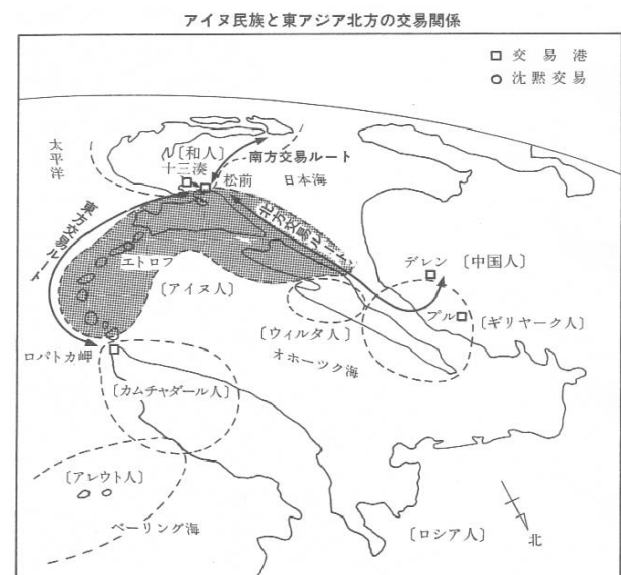 アイヌ民族と東アジア北方の交易関係
□ 交易港
○ 沈黙交易
太平洋
〔和人〕
十三湊
松前
南方交易ルート
日本海
東方交易ルート
北方交易ルート
エトロフ
〔アイヌ人〕
デレン
〔中国人〕
プル
〔ギリヤーク人〕
〔ウィルタ人〕
オホーツク海
ロパトカ岬
〔カムチャダール人〕
〔アレウト人〕
ベーリング海
〔ロシア人〕
北